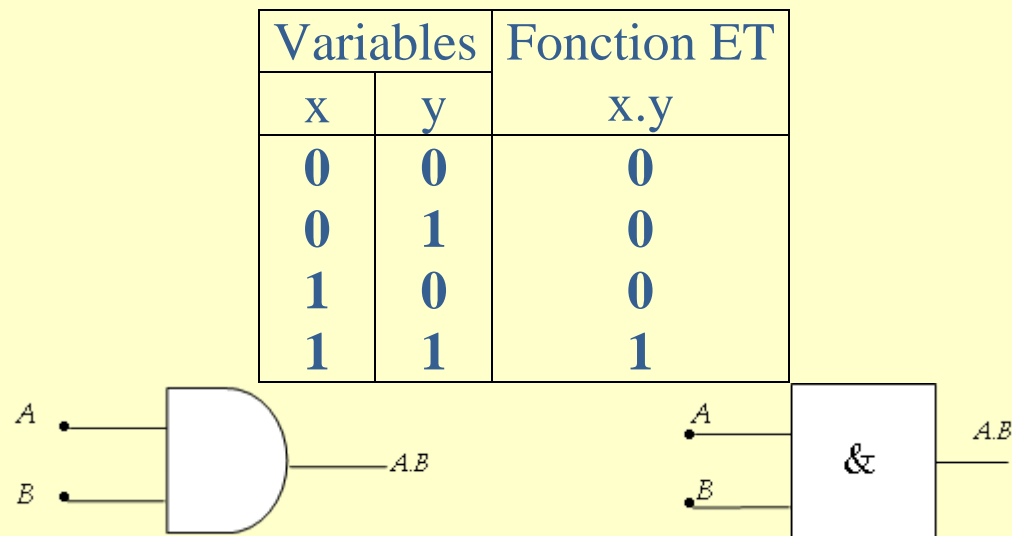 Variables Fonction ET
x y x.y
0 0 0
0 1 0
1 0 0
1 1 1
A
B
A.B
A
B
&
A.B